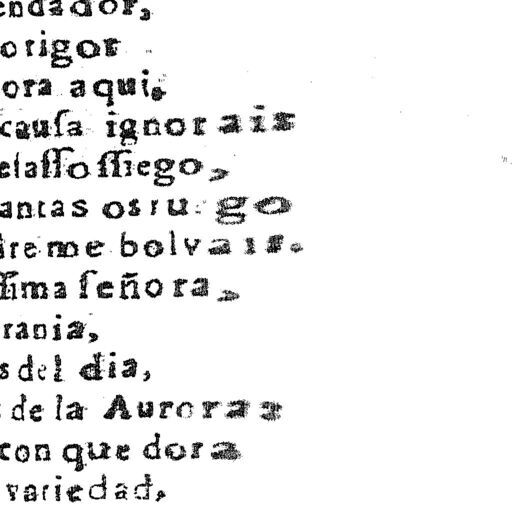 endador,
origor
ora aqui.
causa ignorais
elassossiego,
antas os ru go
ire me bolvais.
ssima señora,
rania,
s del dia,
de la Aurora
con que dora
variedad,